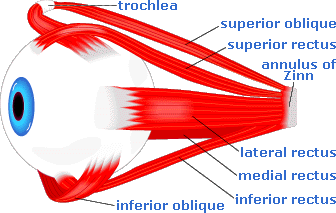 trochlea
superior oblique
superior rectus
annulus of
Zinn
lateral rectus
medial rectus
inferior rectus
inferior oblique